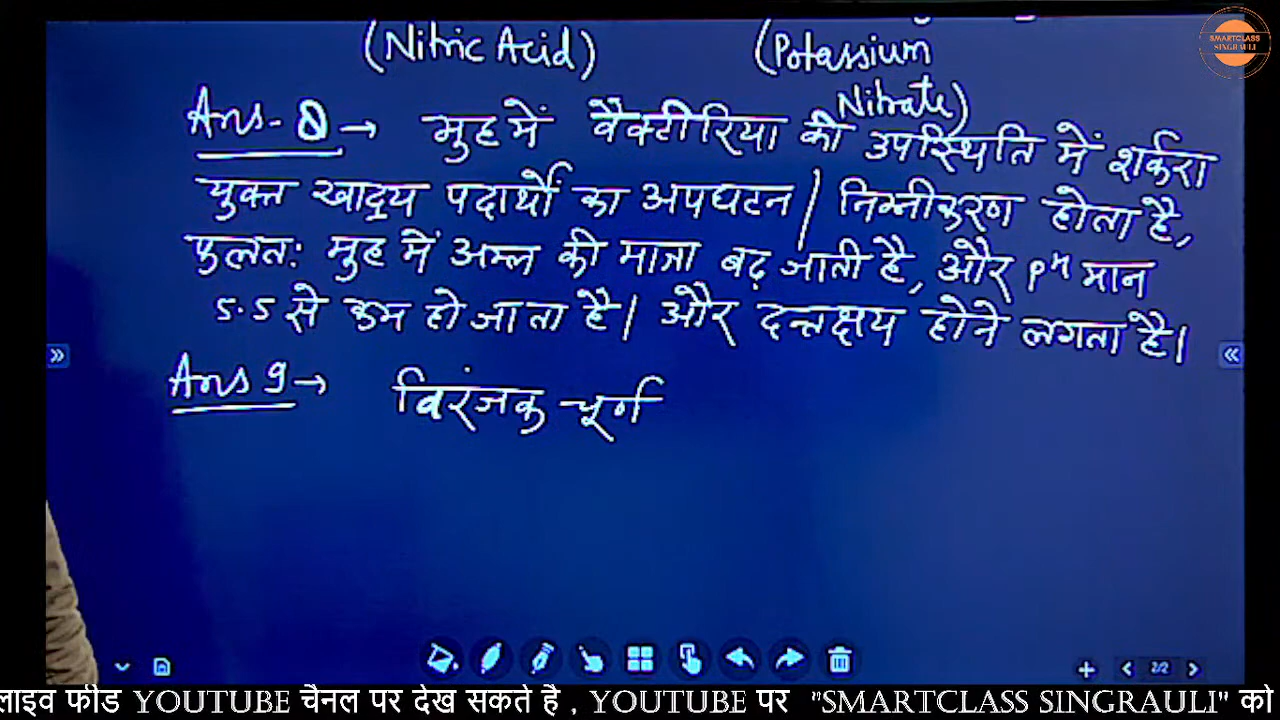 SMARTCLASS
SINGRAULI
(Nitric Acid) (Potassium
Nitrate)
Ans-8 → मुह में वैक्टीरिया की उपस्थिति में शर्करा
युक्त खाद्य पदार्थों का अपघटन / निम्नीकरण होता है,
फलतः मुह में अम्ल की मात्रा बढ़ जाती है, और pH मान
5.5 से कम हो जाता है। और दन्तक्षय होने लगता है।
Ans 9 → विरंजक चूर्ण
2/2
लाइव फीड YOUTUBE चैनल पर देख सकते है , YOUTUBE पर "SMARTCLASS SINGRAULI" को